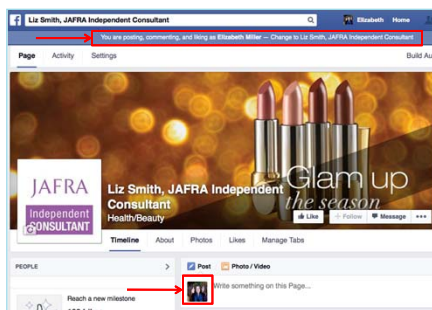 Liz Smith, JAFRA Independent Consultant
Elizabeth Home
You are posting, commenting, and liking as Elizabeth Miller — Change to Liz Smith, JAFRA Independent Consultant
Page Activity Settings Build Au
JAFRA
Independent
CONSULTANT
Liz Smith, JAFRA Independent
Consultant
Health/Beauty
Glam up
the season
Like + Follow Message •••
Timeline About Photos Likes Manage Tabs
PEOPLE >
Post Photo / Video
Write something on this Page...
Reach a new milestone